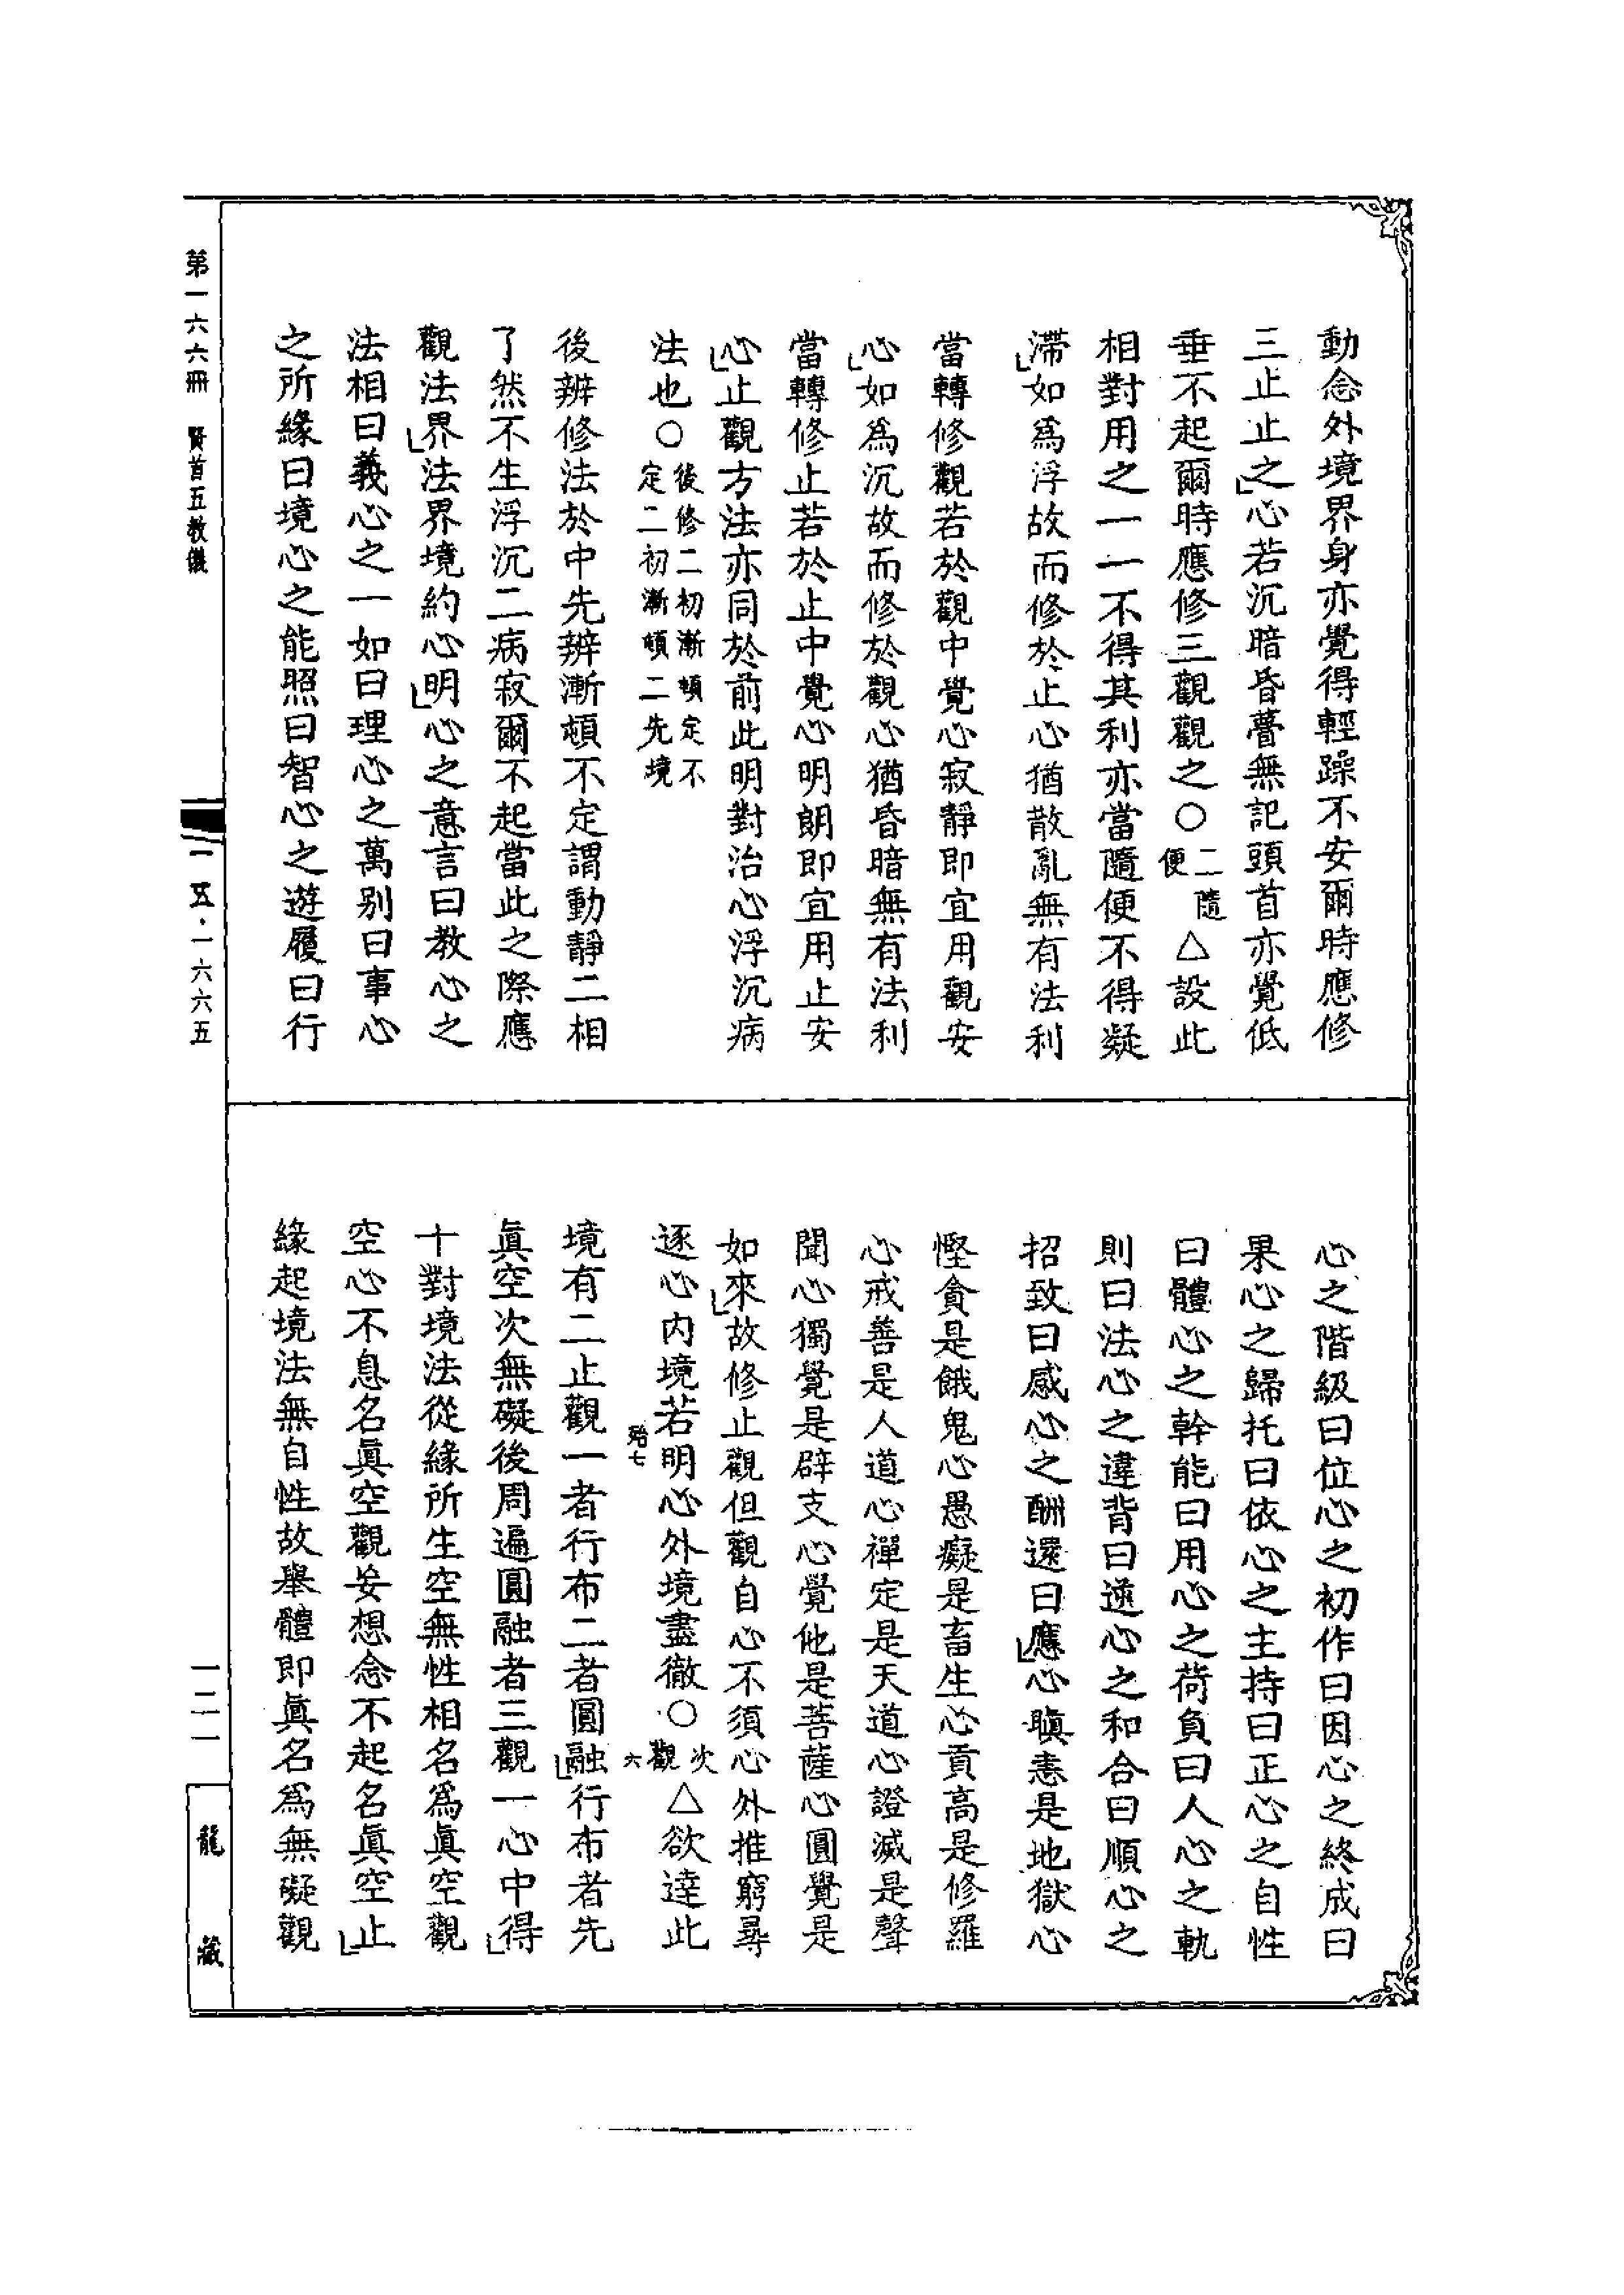 動念外境界身亦覺得輕躁不安爾時應修
三止止之心若沉暗昏瞢無記頭首亦覺低
垂不起爾時應修三觀觀之○二隨便△設此
相對用之一一不得其利亦當隨便不得凝
滯如爲浮故而修於止心猶散亂無有法利
當轉修觀若於觀中覺心寂靜即宜用觀安
心如爲沉故而修於觀心猶昏暗無有法利
當轉修止若於止中覺心明朗即宜用止安
心止觀方法亦同於前此明對治心浮沉病
法也○後修二初漸頓定不定二初漸頓二先境
後辨修法於中先辨漸頓不定謂動靜二相
了然不生浮沉二病寂爾不起當此之際應
觀法界法界境約心明心之意言曰教心之
法相曰義心之一如曰理心之萬別曰事心
之所緣曰境心之能照曰智心之遊履曰行
心之階級曰位心之初作曰因心之終成曰
果心之歸托曰依心之主持曰正心之自性
曰體心之幹能曰用心之荷負曰人心之軌
則曰法心之違背曰逆心之和合曰順心之
招致曰感心之酬還曰應心瞋恚是地獄心
慳貪是餓鬼心愚癡是畜生心貢高是修羅
心戒善是人道心禪定是天道心證滅是聲
聞心獨覺是辟支心覺他是菩薩心圓覺是
如來故修止觀但觀自心不須心外推窮尋
逐心內境若明心外境盡徹○次觀△欲達此
殆七
六
境有二止觀一者行布二者圓融行布者先
眞空次無礙後周遍圓融者三觀一心中得
十對境法從緣所生空無性相名爲眞空觀
空心不息名眞空觀妄想念不起名眞空止
緣起境法無自性故舉體即眞名爲無礙觀
第一六六冊 賢首五教儀
一五·一六六五
一二一
龍藏